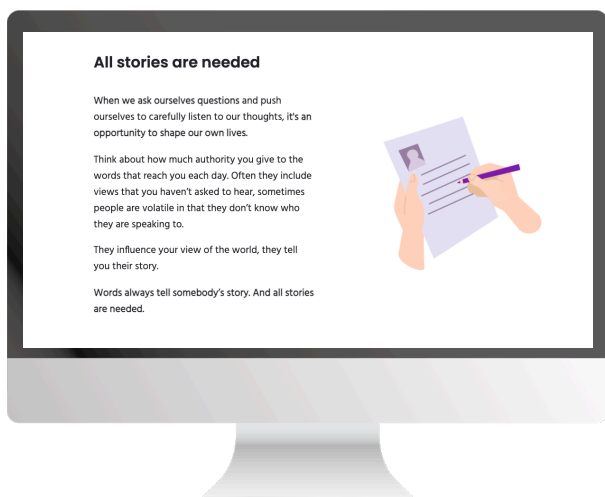 All stories are needed
When we ask ourselves questions and push
ourselves to carefully listen to our thoughts, it's an
opportunity to shape our own lives.
Think about how much authority you give to the
words that reach you each day. Often they include
views that you haven't asked to hear, sometimes
people are volatile in that they don't know who
they are speaking to.
They influence your view of the world, they tell
you their story.
Words always tell somebody's story. And all stories
are needed.